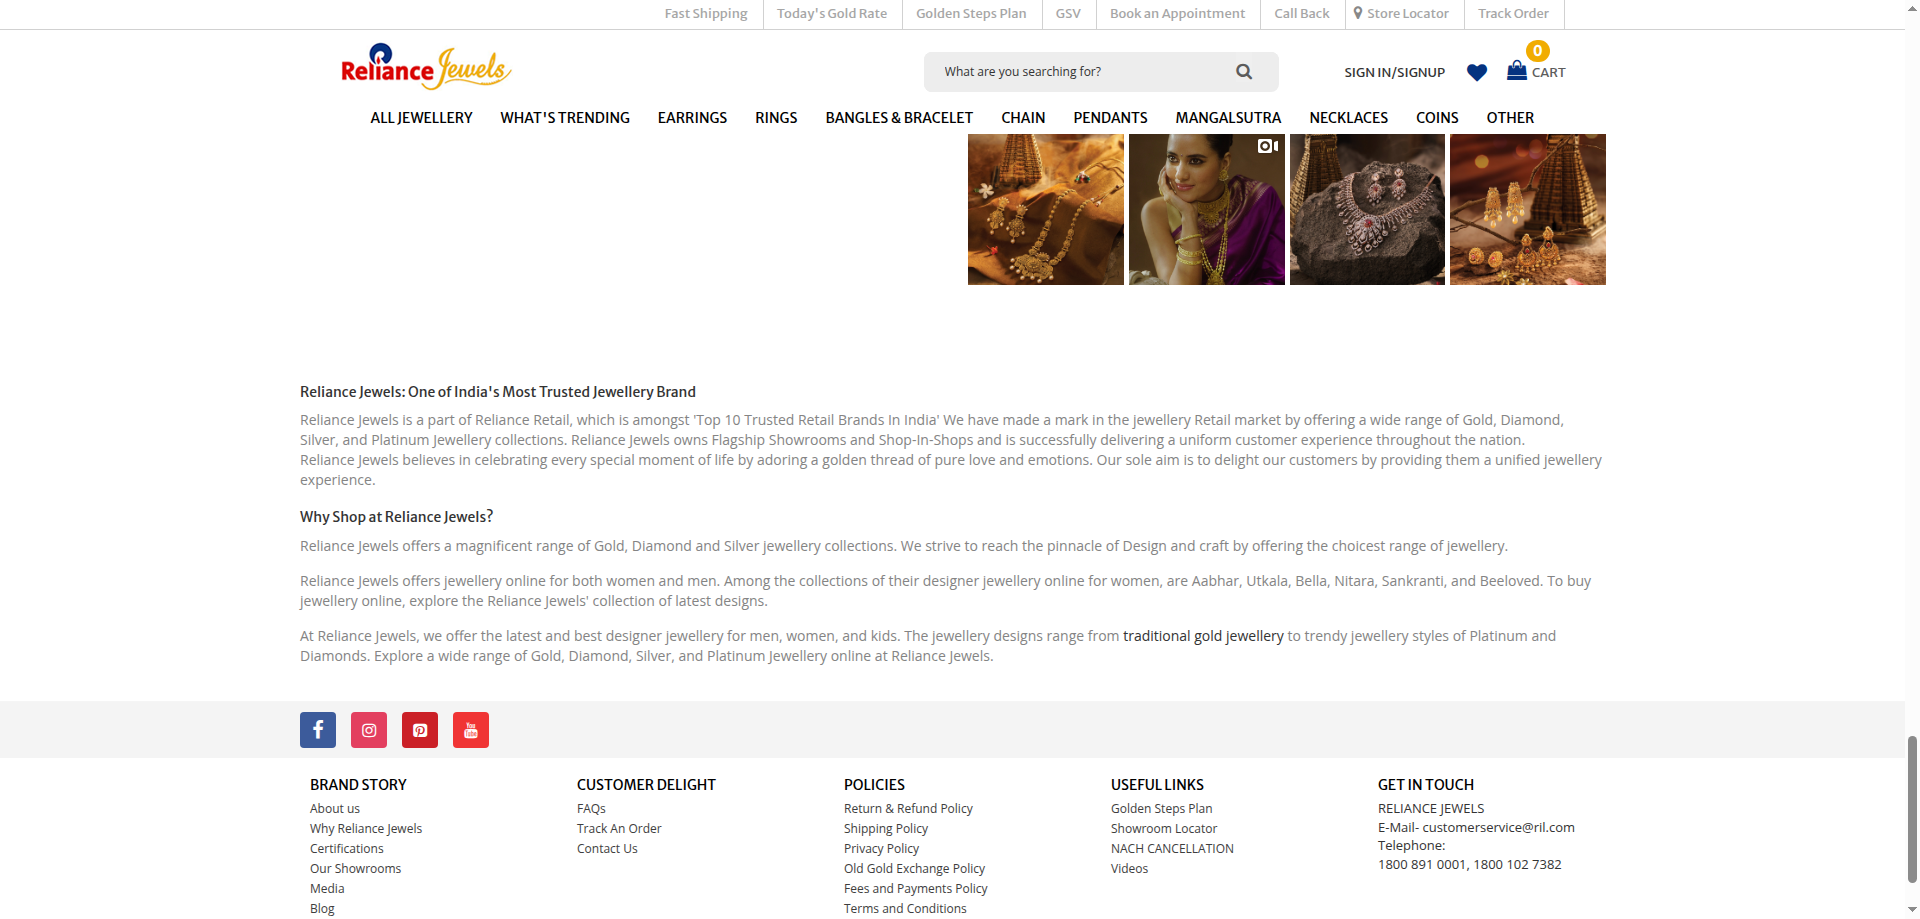 Fast Shipping Today's Gold Rate Golden Steps Plan GSV Book an Appointment Call Back Store Locator Track Order
Reliance Jewels
What are you searching for?
SIGN IN/SIGNUP
0
CART
ALL JEWELLERY WHAT'S TRENDING EARRINGS RINGS BANGLES & BRACELET CHAIN PENDANTS MANGALSUTRA NECKLACES COINS OTHER
Reliance Jewels: One of India's Most Trusted Jewellery Brand
Reliance Jewels is a part of Reliance Retail, which is amongst 'Top 10 Trusted Retail Brands In India' We have made a mark in the jewellery Retail market by offering a wide range of Gold, Diamond,
Silver, and Platinum Jewellery collections. Reliance Jewels owns Flagship Showrooms and Shop-In-Shops and is successfully delivering a uniform customer experience throughout the nation.
Reliance Jewels believes in celebrating every special moment of life by adoring a golden thread of pure love and emotions. Our sole aim is to delight our customers by providing them a unified jewellery
experience.
Why Shop at Reliance Jewels?
Reliance Jewels offers a magnificent range of Gold, Diamond and Silver jewellery collections. We strive to reach the pinnacle of Design and craft by offering the choicest range of jewellery.
Reliance Jewels offers jewellery online for both women and men. Among the collections of their designer jewellery online for women, are Aabhar, Utkala, Bella, Nitara, Sankranti, and Beeloved. To buy
jewellery online, explore the Reliance Jewels' collection of latest designs.
At Reliance Jewels, we offer the latest and best designer jewellery for men, women, and kids. The jewellery designs range from traditional gold jewellery to trendy jewellery styles of Platinum and
Diamonds. Explore a wide range of Gold, Diamond, Silver, and Platinum Jewellery online at Reliance Jewels.
You Tube
BRAND STORY
About us
Why Reliance Jewels
Certifications
Our Showrooms
Media
Blog
CUSTOMER DELIGHT
FAQs
Track An Order
Contact Us
POLICIES
Return & Refund Policy
Shipping Policy
Privacy Policy
Old Gold Exchange Policy
Fees and Payments Policy
Terms and Conditions
USEFUL LINKS
Golden Steps Plan
Showroom Locator
NACH CANCELLATION
Videos
GET IN TOUCH
RELIANCE JEWELS
E-Mail- customerservice@ril.com
Telephone:
1800 891 0001, 1800 102 7382